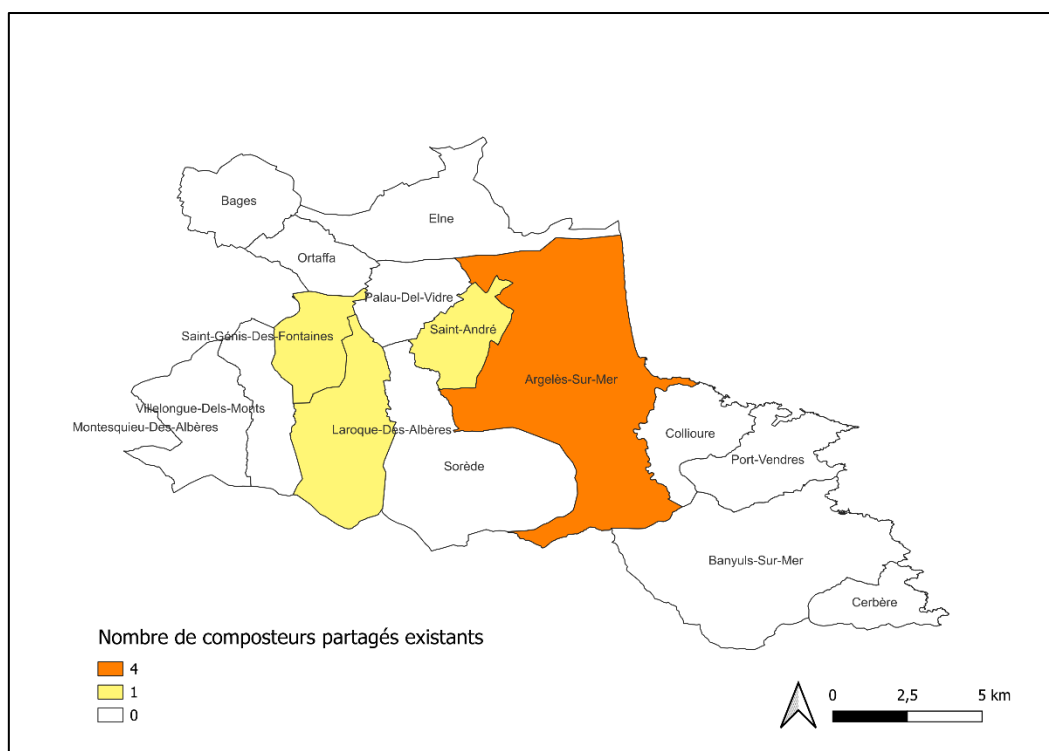 Bages
Elne
Ortaffa
Palau-Del-Vidre
Saint-Génis-Des-Fontaines
Saint-André
Argelès-Sur-Mer
Villelongue-Dels-Monts
Montesquieu-Des-Albères
Laroque-Des-Albères
Collioure
Port-Vendres
Sorède
Banyuls-Sur-Mer
Cerbère
Nombre de composteurs partagés existants
4
1
0
0 2,5 5 km